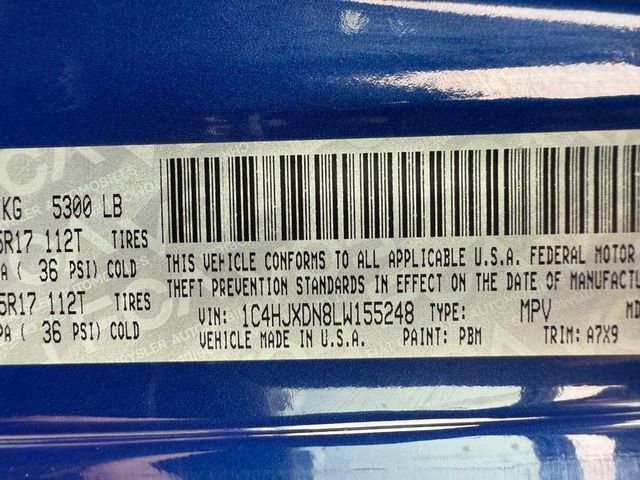 KG 5300 LB
5R17 112T TIRES
PA ( 36 PSI) COLD
5R17 112T TIRES
PA ( 36 PSI) COLD
THIS VEHICLE CONFORMS TO ALL APPLICABLE U.S.A. FEDERAL MOTOR
THEFT PREVENTION STANDARDS IN EFFECT ON THE DATE OF MANUFACTU
VIN: 1C4HJXDN8LW155248 TYPE: MPV MD
VEHICLE MADE IN U.S.A. PAINT: PBM TRIM: A7X9